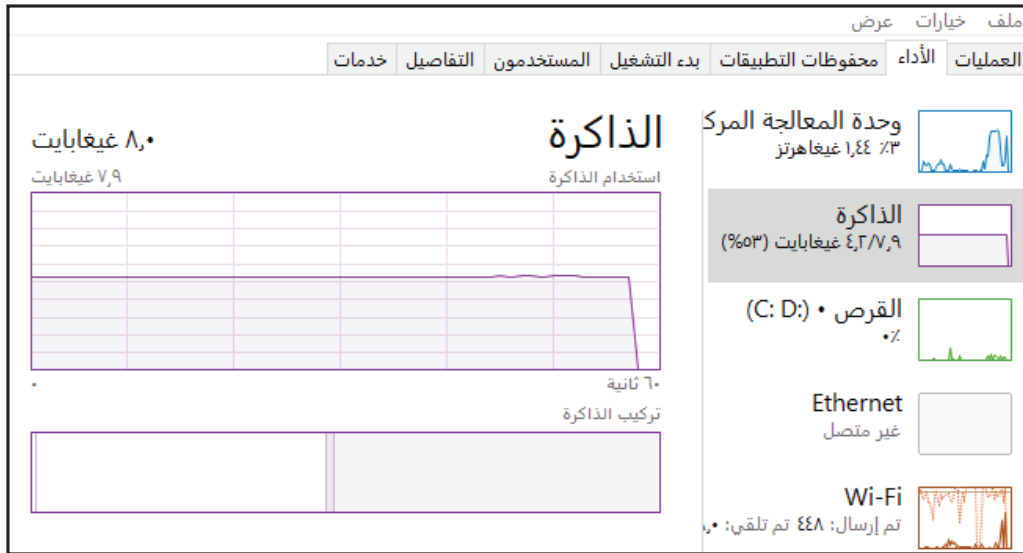 ملف خيارات عرض
العمليات الأداء محفوظات التطبيقات بدء التشغيل المستخدمون التفاصيل خدمات
وحدة المعالجة المركز
٣٪ ١,٤٤ غيغاهرتز
الذاكرة
٤,٢/٧,٩ غيغابايت (٥٣%)
القرص ٠ (C: D:)
٠٪
Ethernet
غير متصل
Wi-Fi
تم إرسال: ٤٤٨ تم تلقي:
الذاكرة ٨,٠ غيغابايت
استخدام الذاكرة ٧,٩ غيغابايت
٦٠ ثانية ٠
تركيب الذاكرة